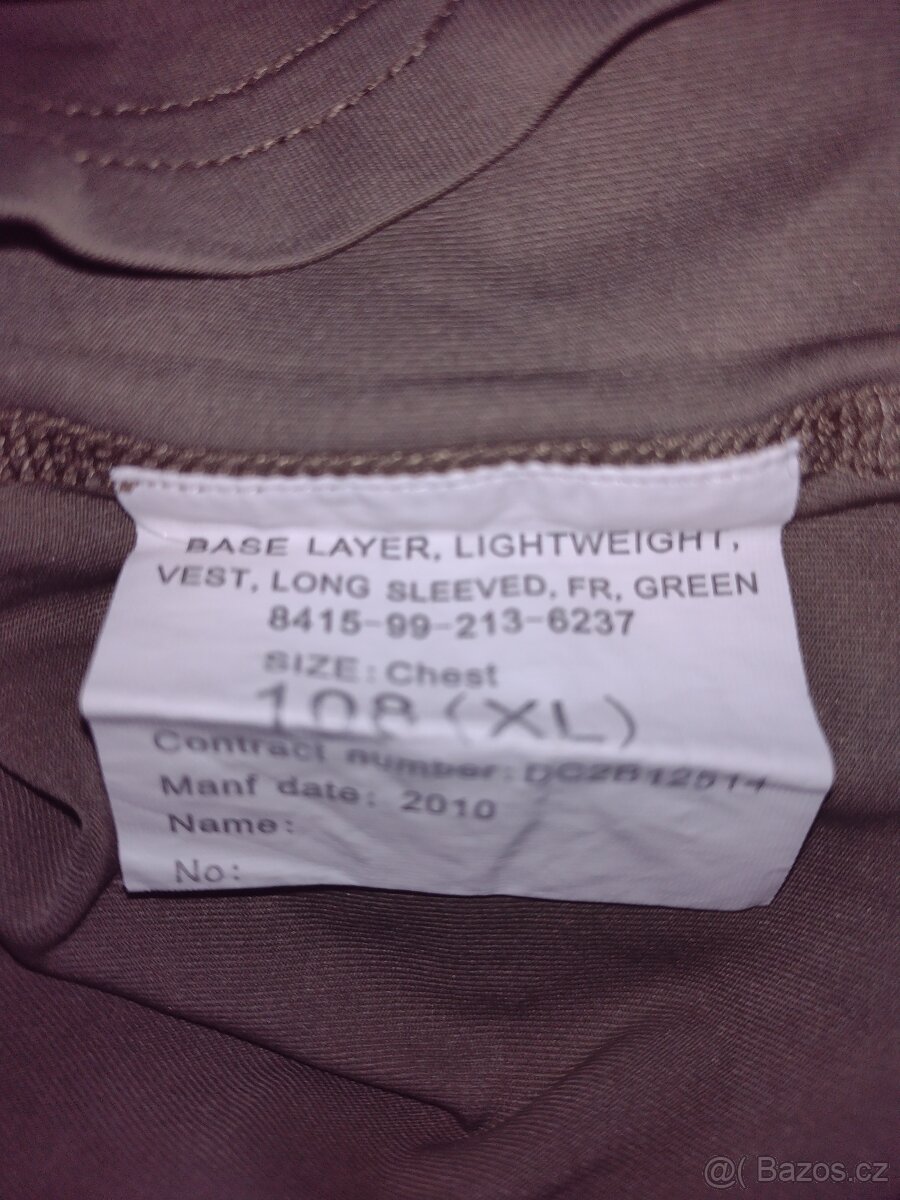 BASE LAYER, LIGHTWEIGHT,
VEST, LONG SLEEVED, FR, GREEN
8415-99-213-6237
SIZE: Chest
108 (XL)
Contract number: DC2B12514
Manf date: 2010
Name:
No:
@( Bazos.cz